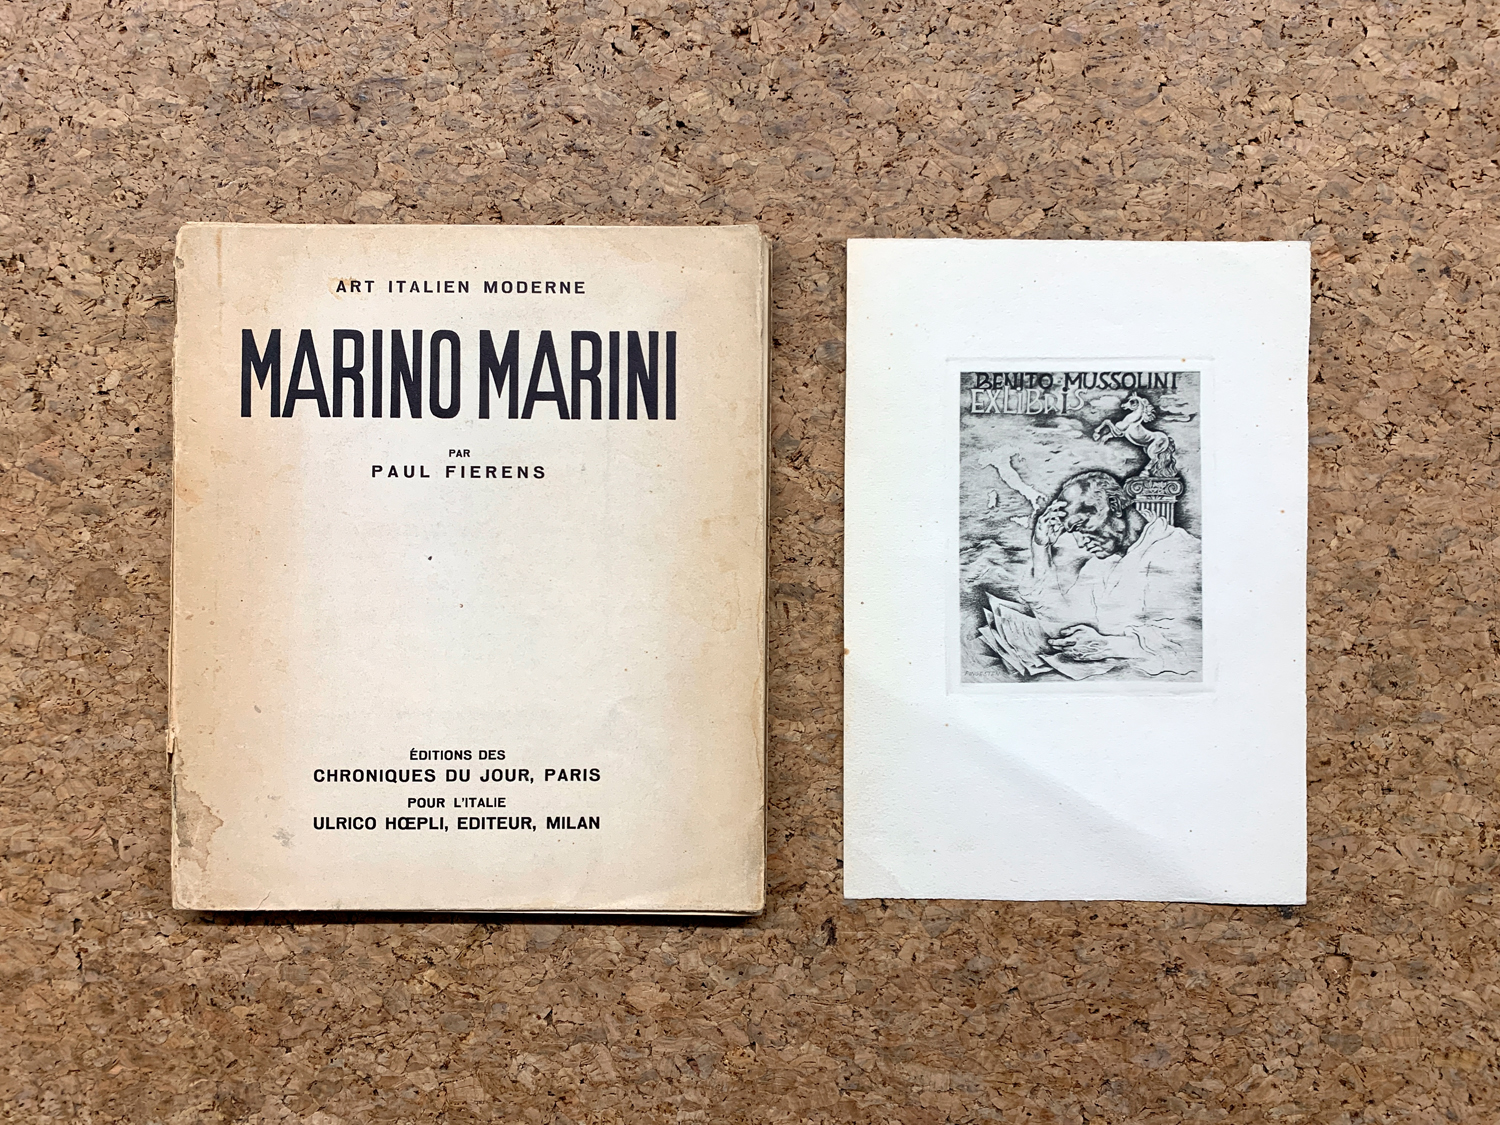 ART ITALIEN MODERNE
MARINO MARINI
PAR
PAUL FIERENS
ÉDITIONS DES
CHRONIQUES DU JOUR, PARIS
POUR L'ITALIE
ULRICO HŒPLI, EDITEUR, MILAN
BENITO MUSSOLINI
EXLIBRIS